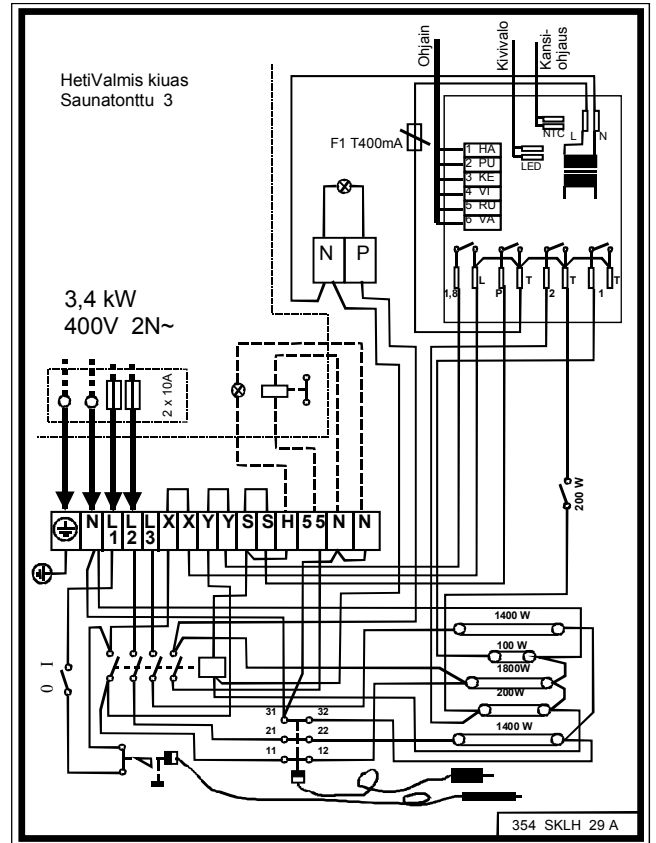 HetiValmis kiuas
Saunatonttu 3
Ohjain
Kivivalo
Kansi-
ohjaus
F1 T400mA
NTC
L
N
LED
1 HA
2 PU
3 KE
4 VI
5 RU
6 VA
N P
1,8 L P T 2 T 1 T
3,4 kW
400V 2N~
2 x 10A
200 W
N L1 L2 L3 X X Y Y S S H 5 5 N N
1400 W
100 W
1800W
200W
1400 W
I
0
31 32
21 22
11 12
354 SKLH 29 A